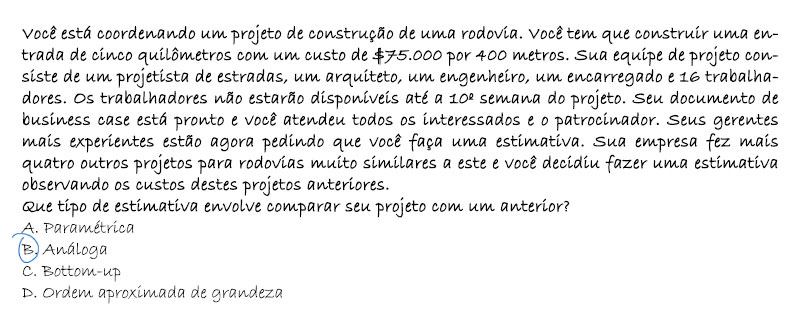 Você está coordenando um projeto de construção de uma rodovia. Você tem que construir uma en-
trada de cinco quilômetros com um custo de $75.000 por 400 metros. Sua equipe de projeto con-
siste de um projetista de estradas, um arquiteto, um engenheiro, um encarregado e 16 trabalha-
dores. Os trabalhadores não estarão disponíveis até a 10ª semana do projeto. Seu documento de
business case está pronto e você atendeu todos os interessados e o patrocinador. Seus gerentes
mais experientes estão agora pedindo que você faça uma estimativa. Sua empresa fez mais
quatro outros projetos para rodovias muito similares a este e você decidiu fazer uma estimativa
observando os custos destes projetos anteriores.
Que tipo de estimativa envolve comparar seu projeto com um anterior?
A. Paramétrica
B. Análoga
C. Bottom-up
D. Ordem aproximada de grandeza